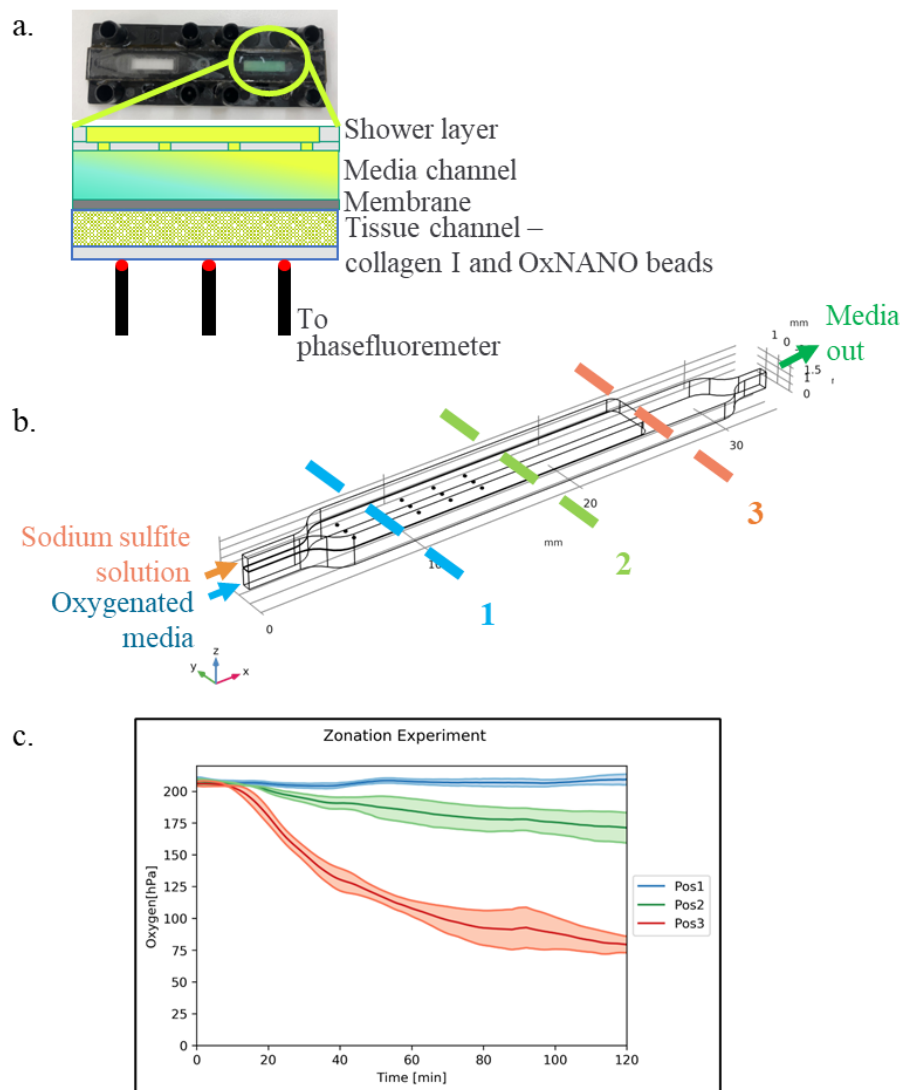 a.
Shower layer
Media channel
Membrane
Tissue channel –
collagen I and OxNANO beads
To
phasefluoremeter
Media
out
mm
1
0
1.5
1
0
b.
30
20
mm
3
2
10
1
0
Sodium sulfite
solution
Oxygenated
media
z
y
x
c.
Zonation Experiment
Oxygen[hPa]
200
175
150
125
100
75
50
25
0
0 20 40 60 80 100 120
Time [min]
Pos1
Pos2
Pos3